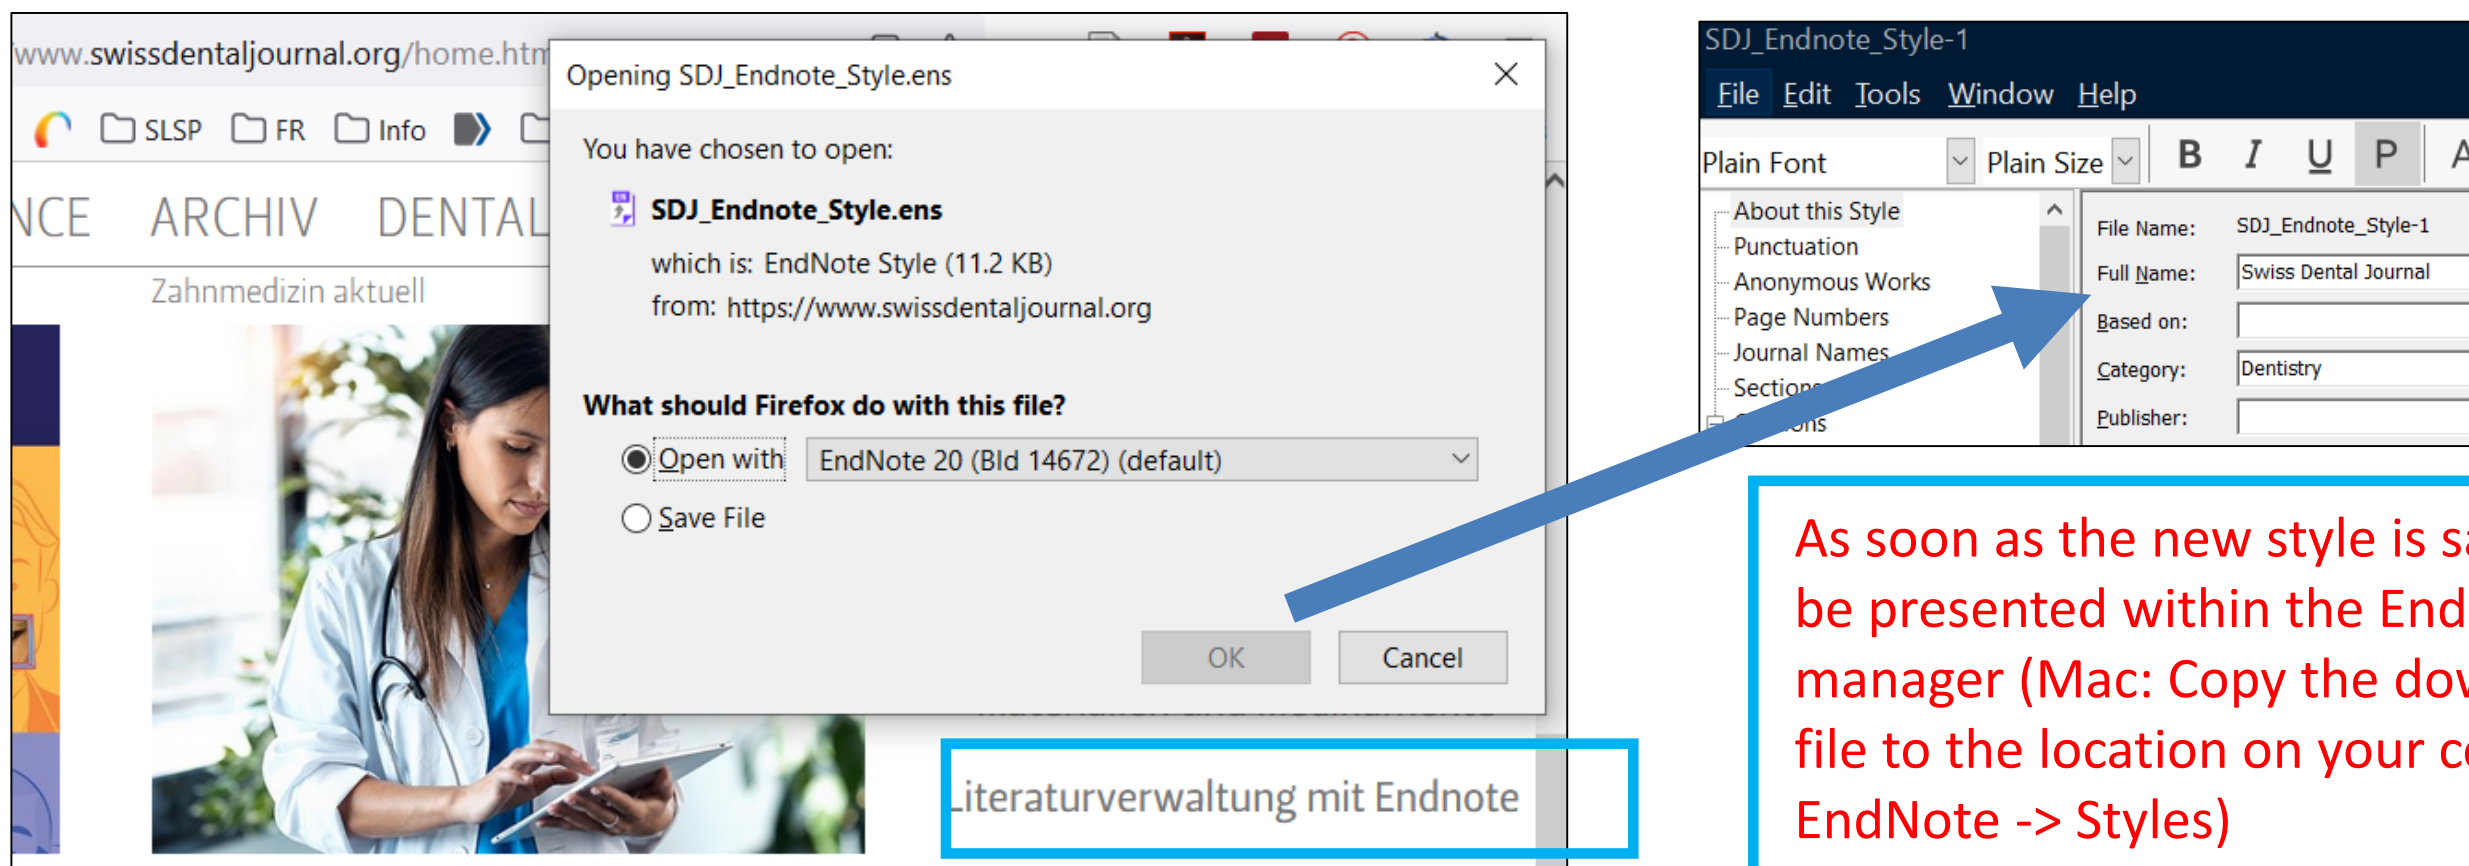 www.swissdentaljournal.org/home.htm
SLSP FR Info
NCE ARCHIV DENTAL
Zahnmedizin aktuell
Opening SDJ_Endnote_Style.ens
You have chosen to open:
SDJ_Endnote_Style.ens
which is: EndNote Style (11.2 KB)
from: https://www.swissdentaljournal.org
What should Firefox do with this file?
Open with EndNote 20 (Bld 14672) (default)
Save File
OK Cancel
Literaturverwaltung mit Endnote
SDJ_Endnote_Style-1
File Edit Tools Window Help
Plain Font Plain Size B I U P A
About this Style
Punctuation
Anonymous Works
Page Numbers
Journal Names
Sections
File Name: SDJ_Endnote_Style-1
Full Name: Swiss Dental Journal
Based on:
Category: Dentistry
Publisher:
As soon as the new style is sa
be presented within the End
manager (Mac: Copy the dow
file to the location on your co
EndNote -> Styles)